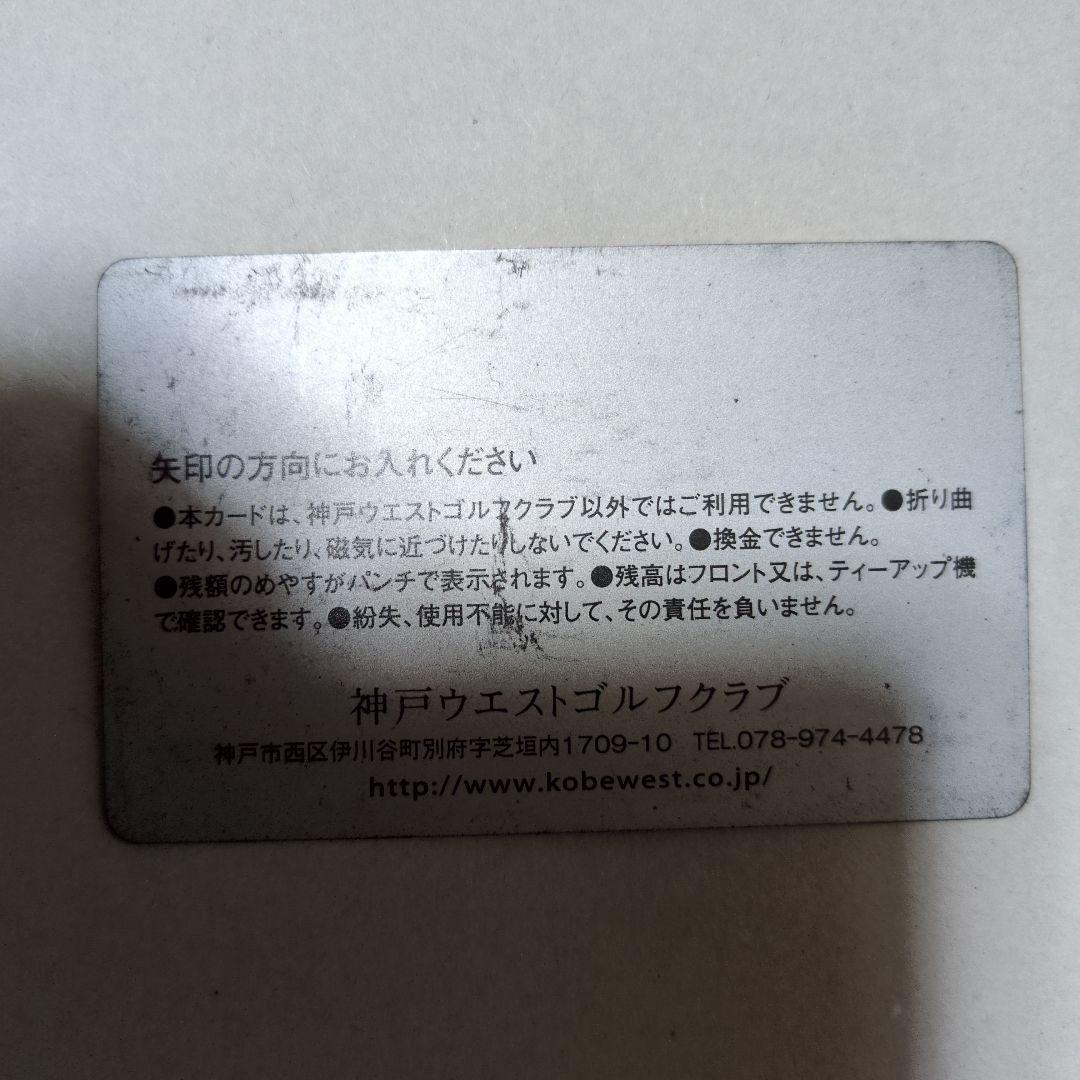 矢印の方向にお入れください
●本カードは、神戸ウエストゴルフクラブ以外ではご利用できません。●折り曲
げたり、汚したり、磁気に近づけたりしないでください。●換金できません。
●残額のめやすがパンチで表示されます。●残高はフロント又は、ティーアップ機
で確認できます。●紛失、使用不能に対して、その責任を負いません。
神戸ウエストゴルフクラブ
神戸市西区伊川谷町別府字芝垣内1709-10 TEL.078-974-4478
http://www.kobewest.co.jp/